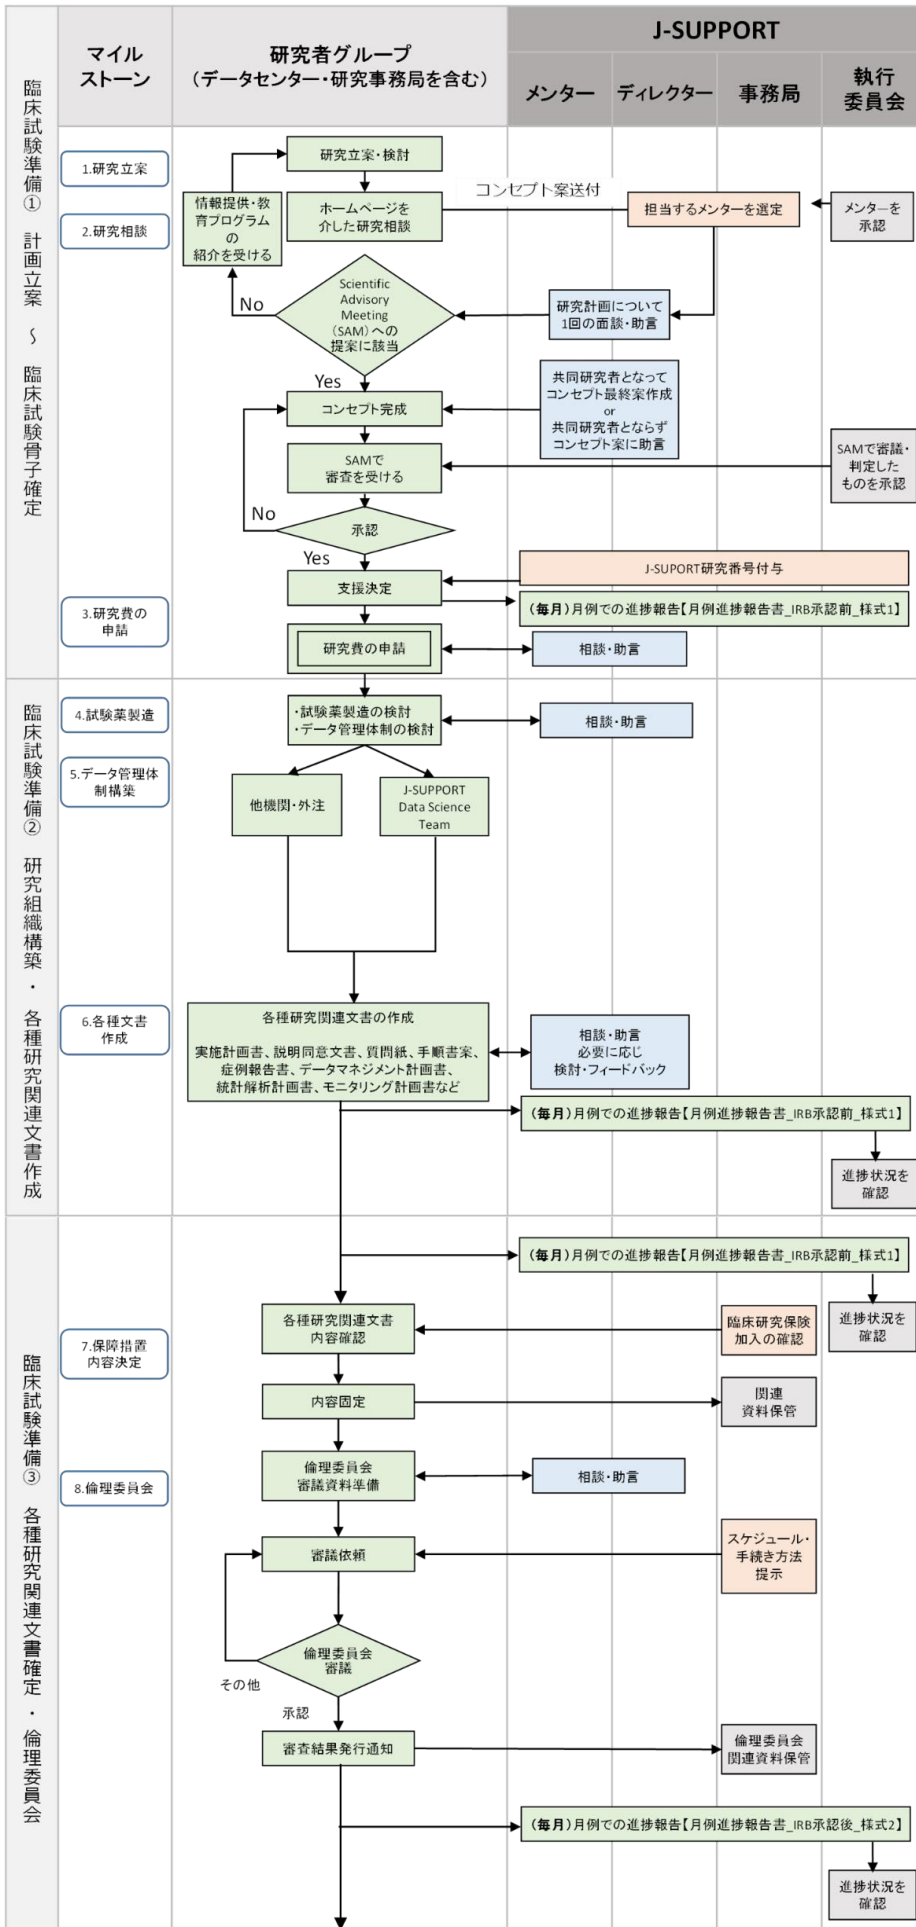 J-SUPPORT
マイル
ストーン
研究者グループ
(データセンター・研究事務局を含む)
メンター
ディレクター
事務局
執行
委員会
臨床試験準備① 計画立案 ~ 臨床試験骨子確定
1.研究立案
研究立案・検討
コンセプト案送付
2.研究相談
情報提供・教
育プログラム
の
紹介を受ける
ホームページを
介した研究相談
担当するメンターを選定
メンターを
承認
No
Scientific
Advisory
Meeting
(SAM)への
提案に該当
研究計画について
1回の面談・助言
Yes
コンセプト完成
共同研究者となって
コンセプト最終案作成
or
共同研究者とならず
コンセプト案に助言
SAMで
審査を受ける
SAMで審議・
判定した
ものを承認
No
承認
Yes
支援決定
J-SUPORT研究番号付与
(毎月)月例での進捗報告【月例進捗報告書_IRB承認前_様式1】
3.研究費の
申請
研究費の申請
相談・助言
臨床試験準備② 研究組織構築・各種研究関連文書作成
4.試験薬製造
・試験薬製造の検討
・データ管理体制の検討
相談・助言
5.データ管理体
制構築
他機関・外注
J-SUPPORT
Data Science
Team
6.各種文書
作成
各種研究関連文書の作成
実施計画書、説明同意文書、質問紙、手順書案、
症例報告書、データマネジメント計画書、
統計解析計画書、モニタリング計画書など
相談・助言
必要に応じ
検討・フィードバック
(毎月)月例での進捗報告【月例進捗報告書_IRB承認前_様式1】
進捗状況を
確認
臨床試験準備③ 各種研究関連文書確定・倫理委員会
(毎月)月例での進捗報告【月例進捗報告書_IRB承認前_様式1】
進捗状況を
確認
7.保障措置
内容決定
各種研究関連文書
内容確認
臨床研究保険
加入の確認
内容固定
関連
資料保管
8.倫理委員会
倫理委員会
審議資料準備
相談・助言
審議依頼
スケジュール・
手続き方法
提示
倫理委員会
審議
その他
承認
審査結果発行通知
倫理委員会
関連資料保管
(毎月)月例での進捗報告【月例進捗報告書_IRB承認後_様式2】
進捗状況を
確認